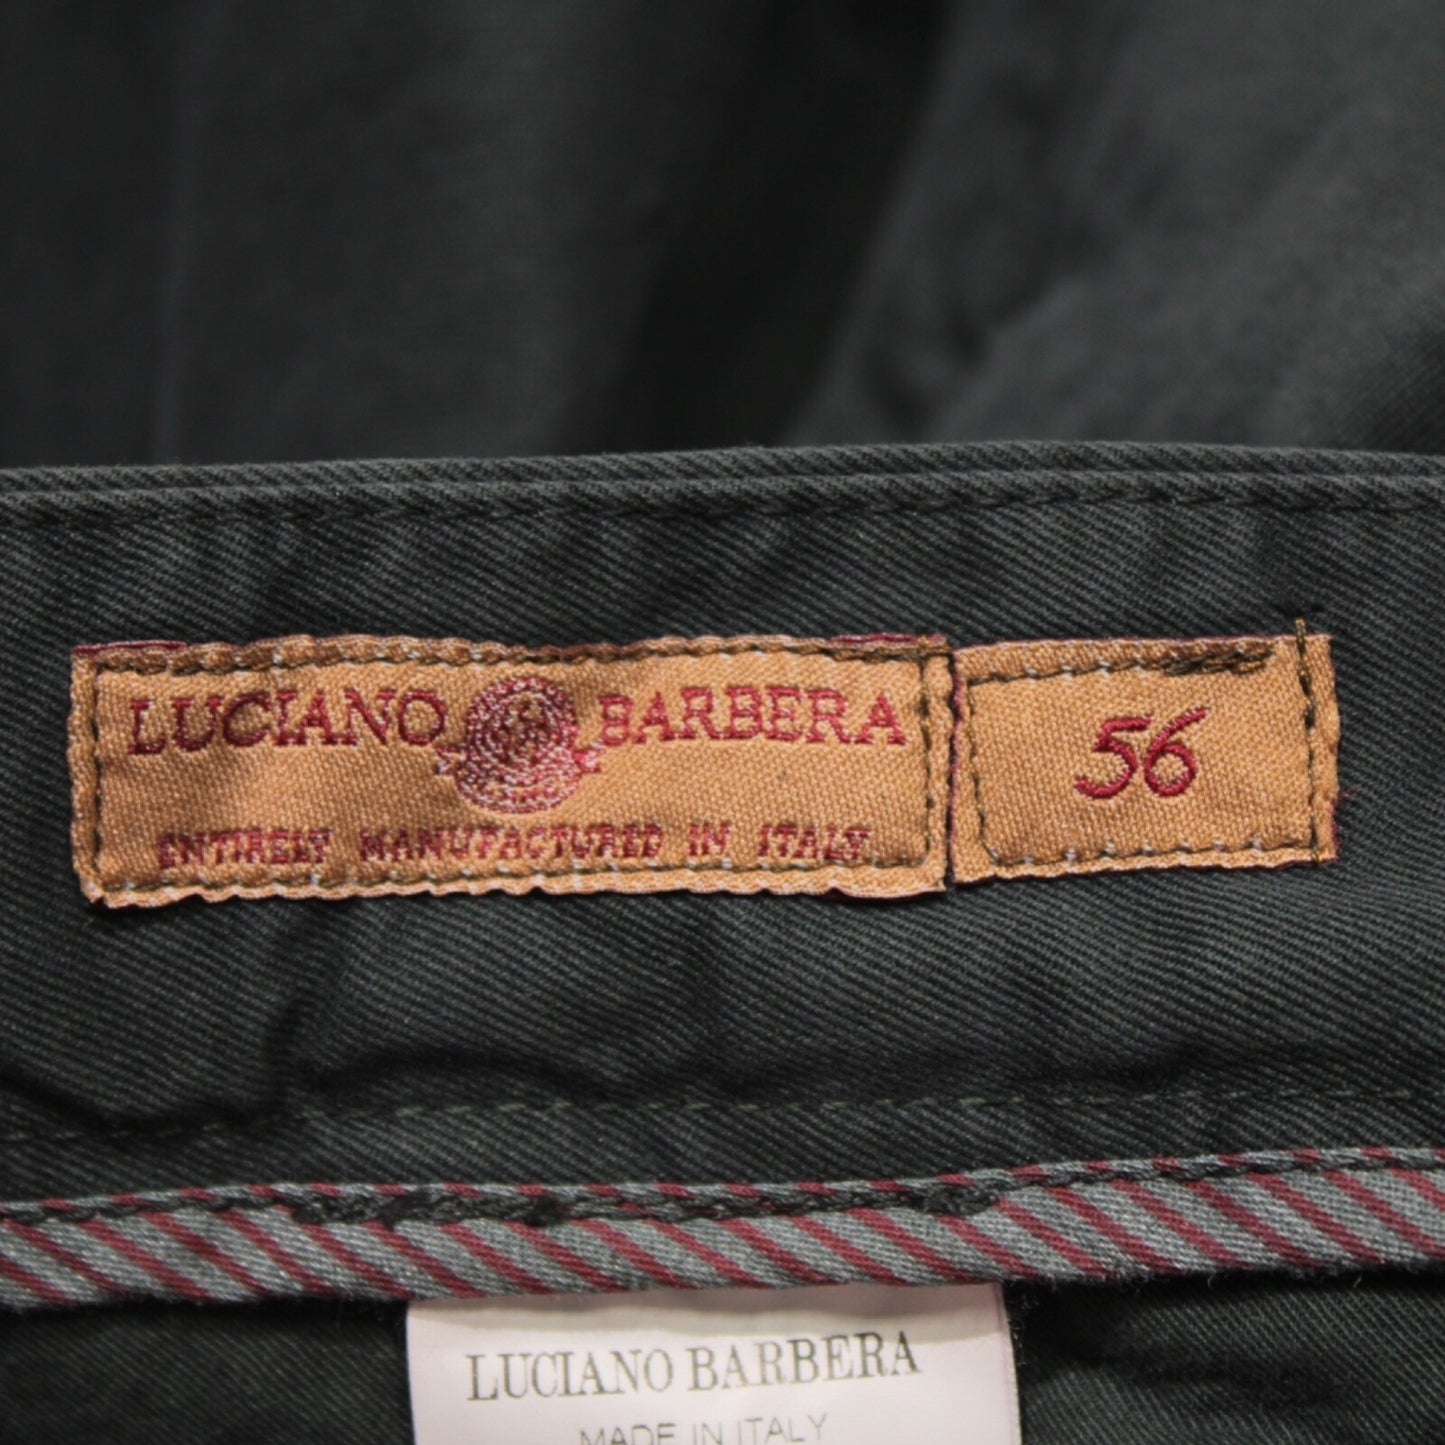 LUCIANO BARBERA
ENTIRELY MANUFACTURED IN ITALY
56
LUCIANO BARBERA
MADE IN ITALY